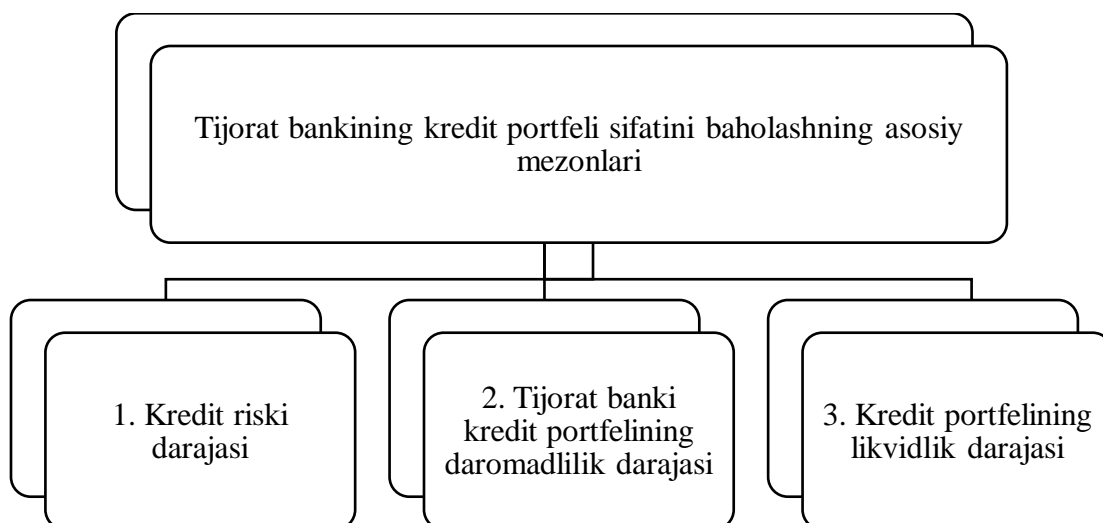 Tijorat bankining kredit portfeli sifatini baholashning asosiy
mezonlari
1. Kredit riski
darajasi
2. Tijorat banki
kredit portfelining
daromadlilik darajasi
3. Kredit portfelining
likvidlik darajasi